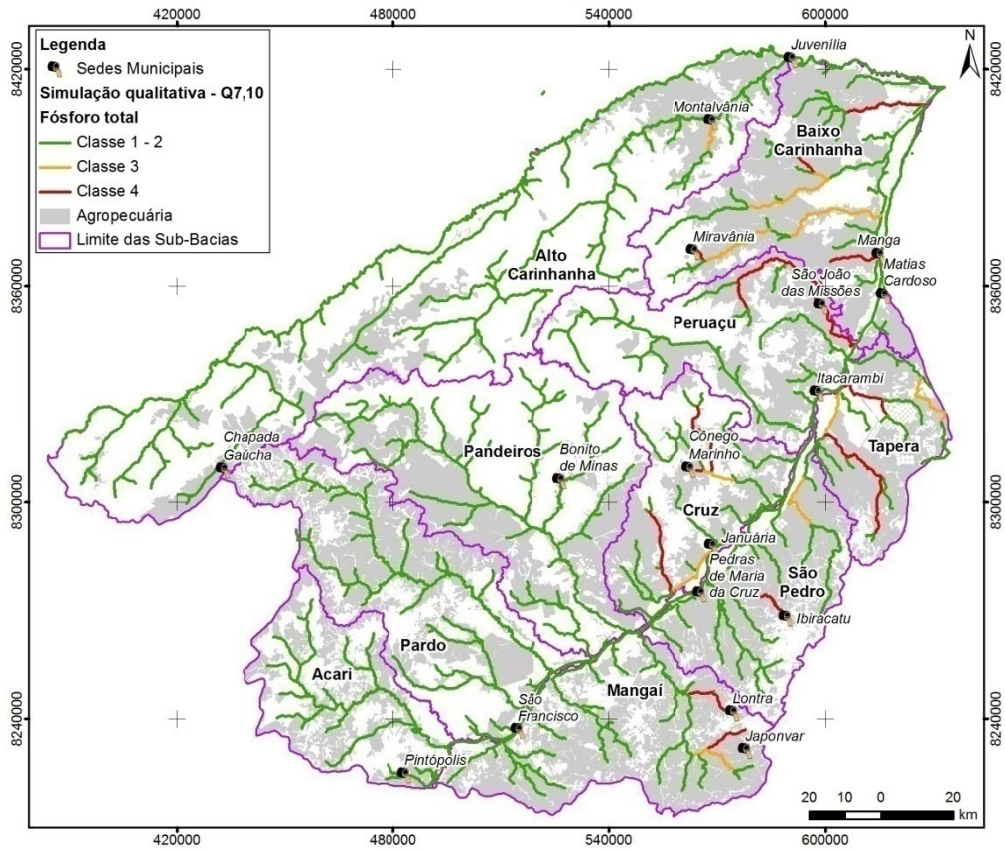 420000
480000
540000
600000
8420000
8360000
8300000
8240000
Legenda
Sedes Municipais
Simulação qualitativa - Q7,10
Fósforo total
Classe 1 - 2
Classe 3
Classe 4
Agropecuária
Limite das Sub-Bacias
N
8420000
8360000
8300000
8240000
Juvenília
Montalvânia
Baixo
Carinhanha
Miravânia
Manga
Matias
Cardoso
Alto
Carinhanha
São João
das Missões
Peruaçu
Itacarambi
Chapada
Gaúcha
Pandeiros
Bonito
de Minas
Cônego
Marinho
Tapera
Cruz
Januária
Pedras
de Maria
da Cruz
São
Pedro
Ibiracatu
Pardo
Acari
Mangaí
São
Francisco
Lontra
Japonvar
Pintópolis
20 10 0 20
km
420000
480000
540000
600000